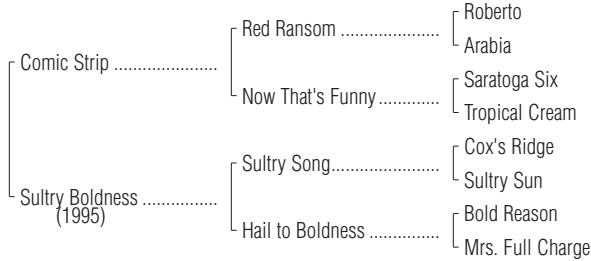 Roberto
Red Ransom .....................
Arabia
Comic Strip .....................
Saratoga Six
Now That's Funny.............
Tropical Cream
Cox's Ridge
Sultry Song.......................
Sultry Sun
Sultry Boldness ................
(1995)
Bold Reason
Hail to Boldness ...............
Mrs. Full Charge